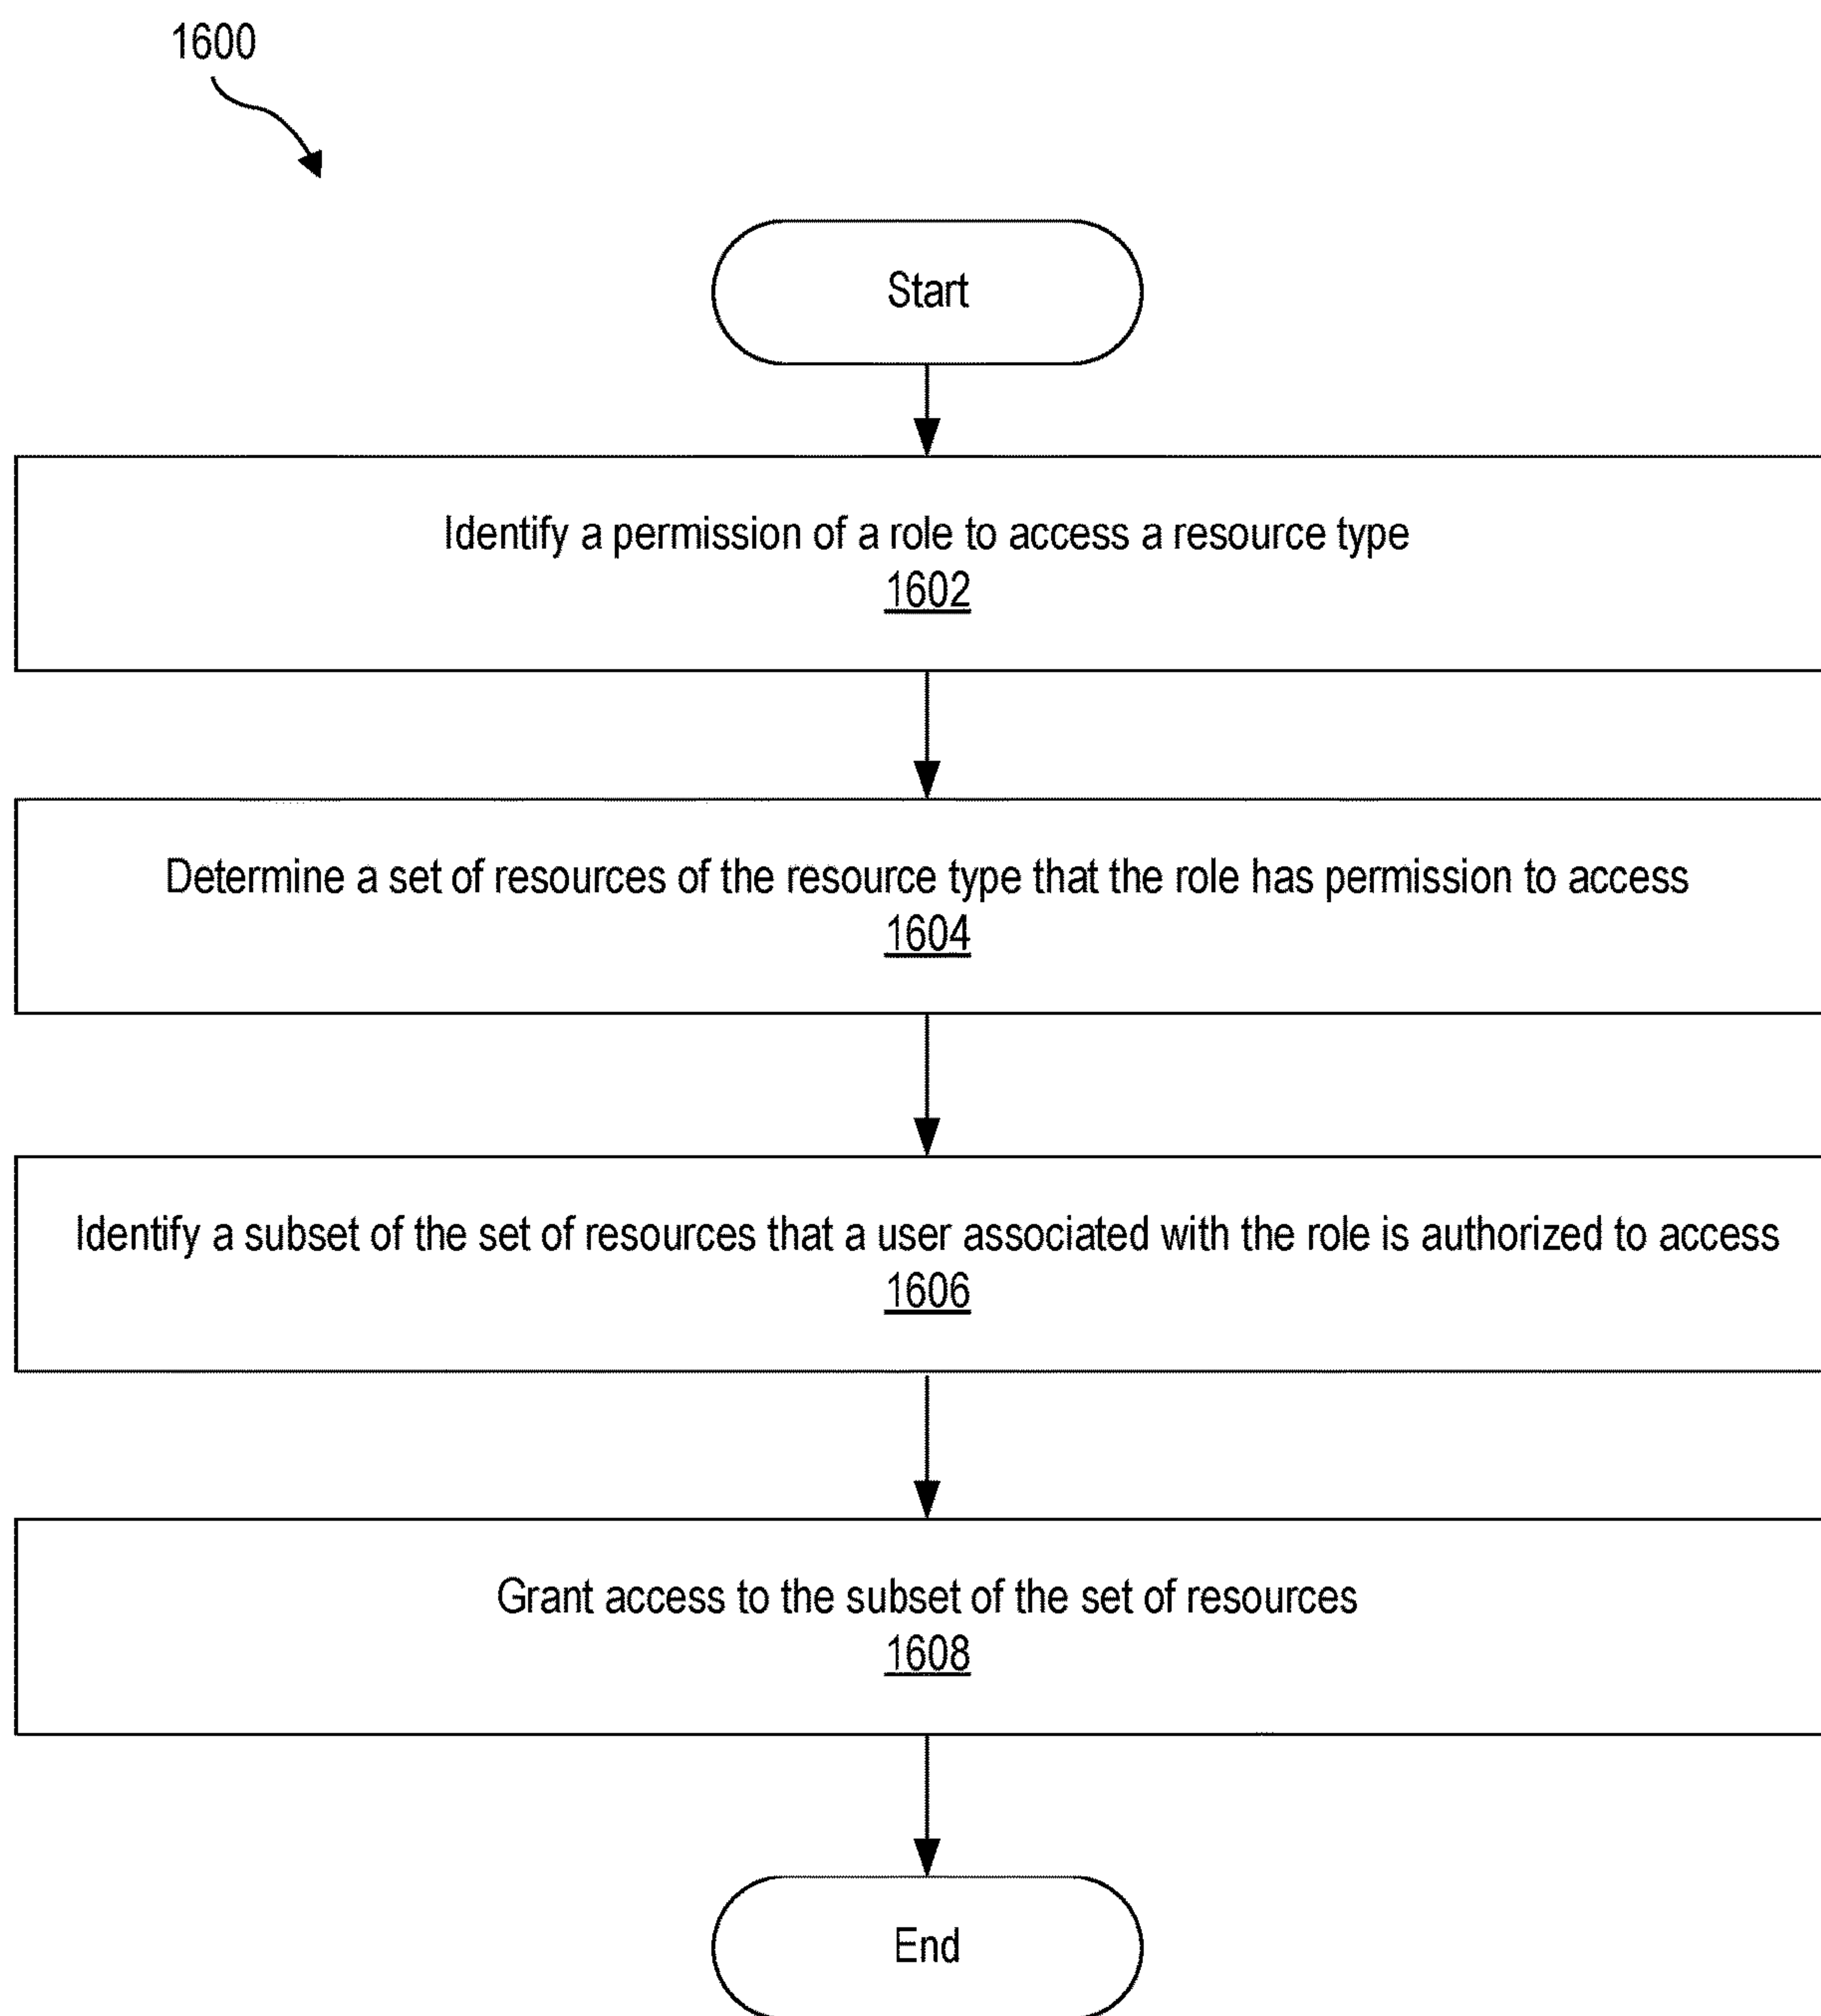 1600
Start
Identify a permission of a role to access a resource type
1602
Determine a set of resources of the resource type that the role has permission to access
1604
Identify a subset of the set of resources that a user associated with the role is authorized to access
1606
Grant access to the subset of the set of resources
1608
End